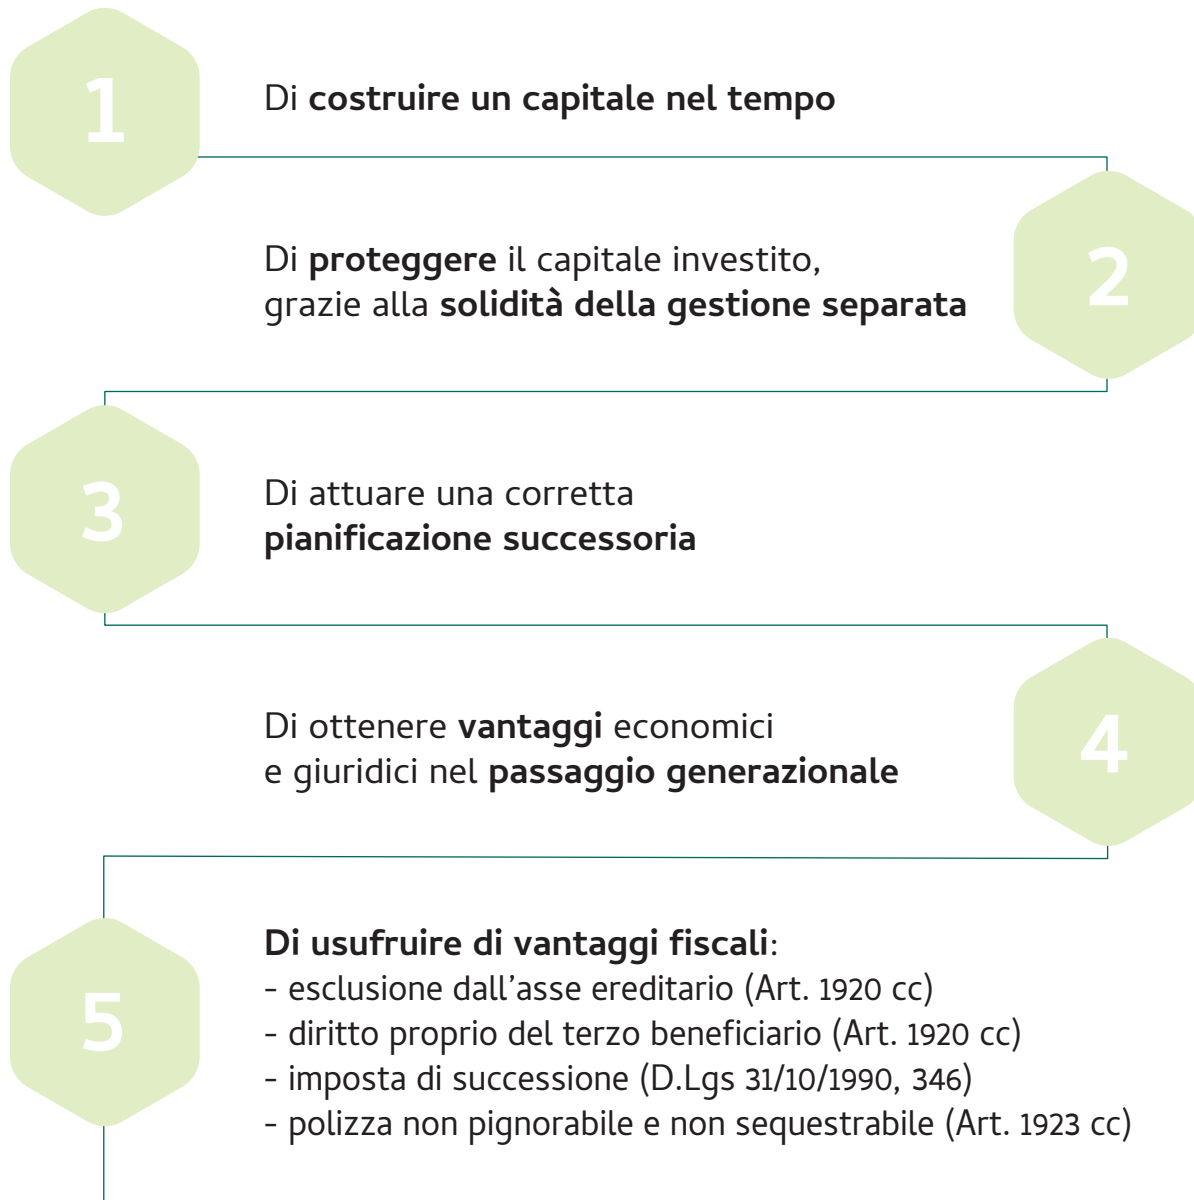 1
Di costruire un capitale nel tempo
2
Di proteggere il capitale investito,
grazie alla solidità della gestione separata
3
Di attuare una corretta
pianificazione successoria
4
Di ottenere vantaggi economici
e giuridici nel passaggio generazionale
5
Di usufruire di vantaggi fiscali:
- esclusione dall'asse ereditario (Art. 1920 cc)
- diritto proprio del terzo beneficiario (Art. 1920 cc)
- imposta di successione (D.Lgs 31/10/1990, 346)
- polizza non pignorabile e non sequestrabile (Art. 1923 cc)